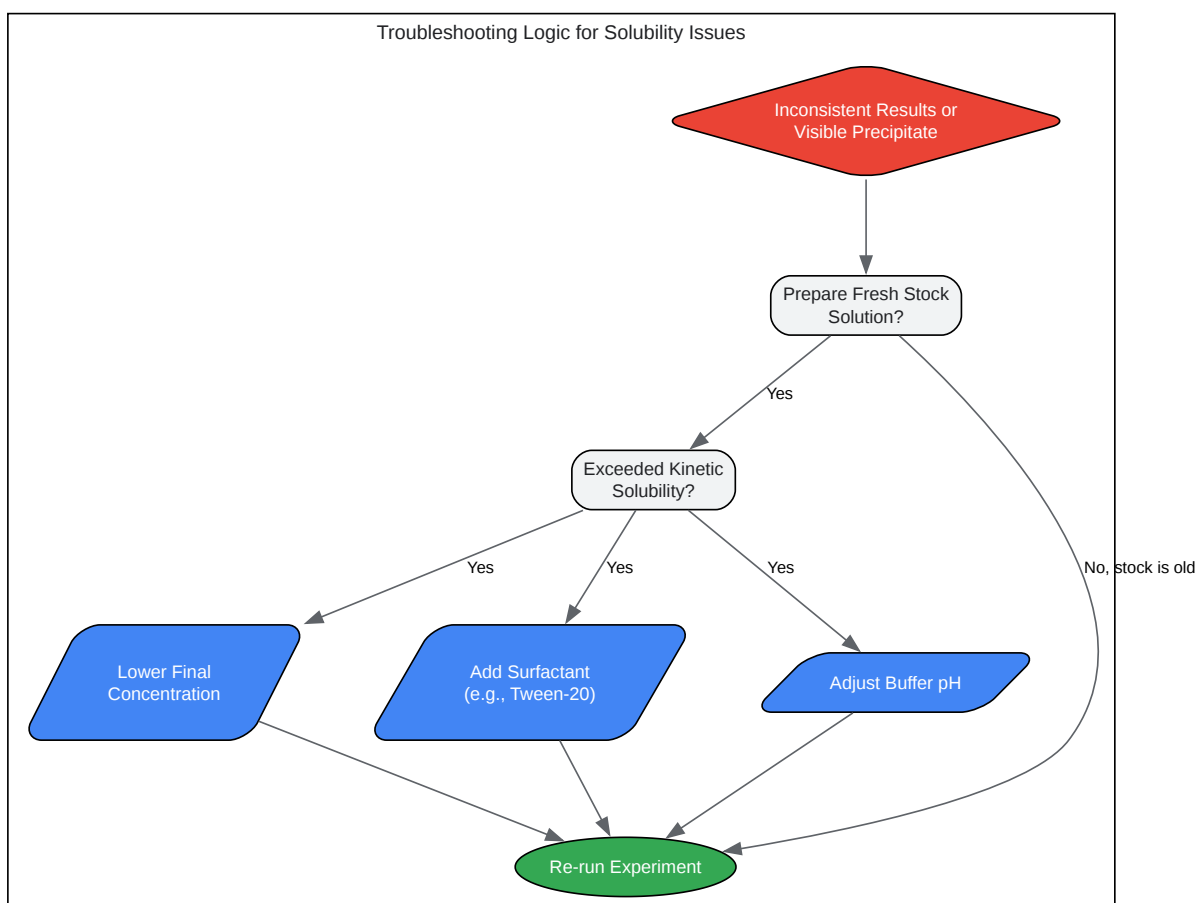 Troubleshooting Logic for Solubility Issues
Inconsistent Results or
Visible Precipitate
Prepare Fresh Stock
Solution?
Yes
Exceeded Kinetic
Solubility?
Yes
Yes
Yes
No, stock is old
Lower Final
Concentration
Add Surfactant
(e.g., Tween-20)
Adjust Buffer pH
Re-run Experiment